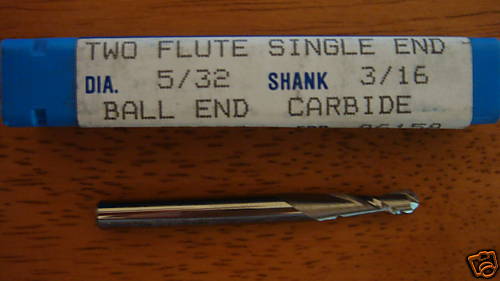 TWO FLUTE SINGLE END
DIA. 5/32 SHANK 3/16
BALL END CARBIDE